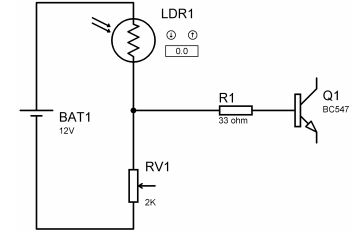 LDR1
0.0
BAT1
12V
R1
33 ohm
Q1
BC547
RV1
2K